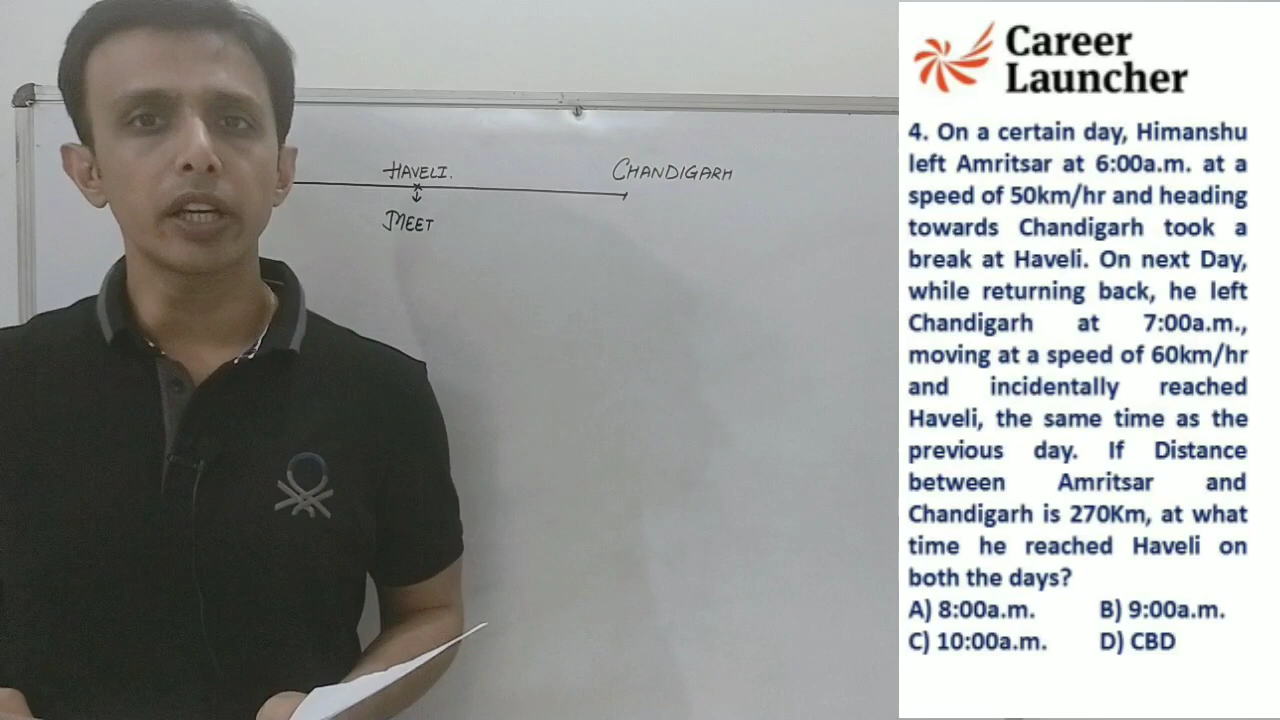 HAVELI.
CHANDIGARH
MEET
Career
Launcher
4. On a certain day, Himanshu
left Amritsar at 6:00a.m. at a
speed of 50km/hr and heading
towards Chandigarh took a
break at Haveli. On next Day,
while returning back, he left
Chandigarh at 7:00a.m.,
moving at a speed of 60km/hr
and incidentally reached
Haveli, the same time as the
previous day. If Distance
between Amritsar and
Chandigarh is 270Km, at what
time he reached Haveli on
both the days?
A) 8:00a.m. B) 9:00a.m.
C) 10:00a.m. D) CBD